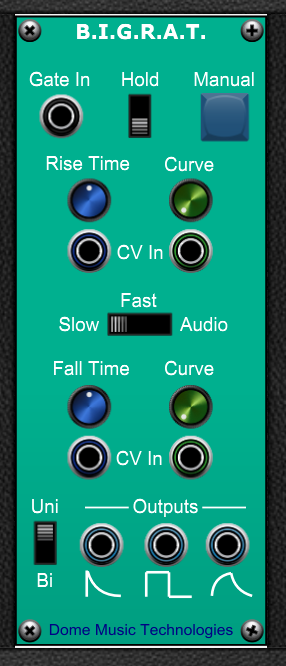 B.I.G.R.A.T.
Gate In Hold Manual
Rise Time Curve
CV In
Fast
Slow Audio
Fall Time Curve
CV In
Uni Outputs
Bi
Dome Music Technologies